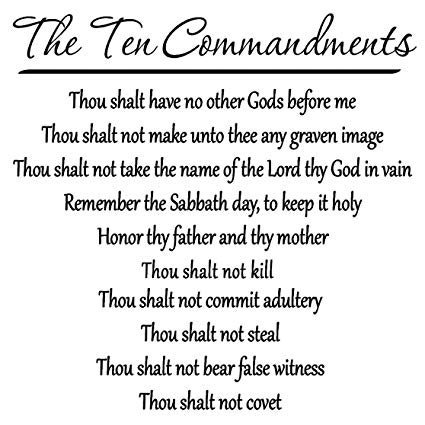 The Ten Commandments
Thou shalt have no other Gods before me
Thou shalt not make unto thee any graven image
Thou shalt not take the name of the Lord thy God in vain
Remember the Sabbath day, to keep it holy
Honor thy father and thy mother
Thou shalt not kill
Thou shalt not commit adultery
Thou shalt not steal
Thou shalt not bear false witness
Thou shalt not covet